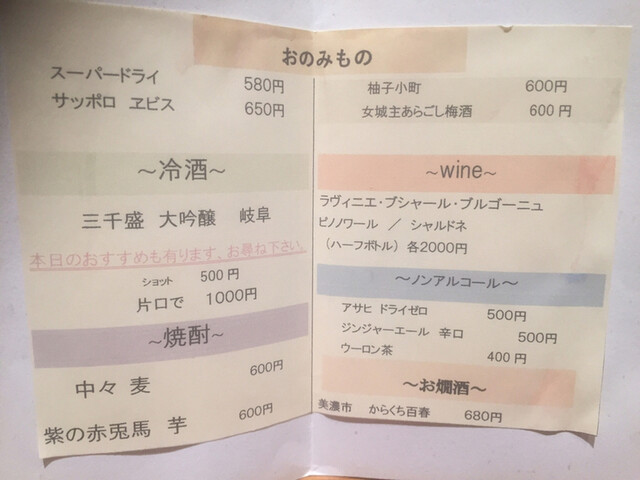 おのみもの
スーパードライ 580円
サッポロ ヱビス 650円
～冷酒～
三千盛 大吟醸 岐阜
本日のおすすめも有ります、お尋ね下さい。
ショット 500円
片口で 1000円
～焼酎～
中々 麦 600円
紫の赤兎馬 芋 600円
柚子小町 600円
女城主あらごし梅酒 600円
～wine～
ラヴィニエ・ブシャール・ブルゴーニュ
ピノノワール ／ シャルドネ
（ハーフボトル）各2000円
～ノンアルコール～
アサヒ ドライゼロ 500円
ジンジャーエール 辛口 500円
ウーロン茶 400円
～お燗酒～
美濃市 からくち百春 680円